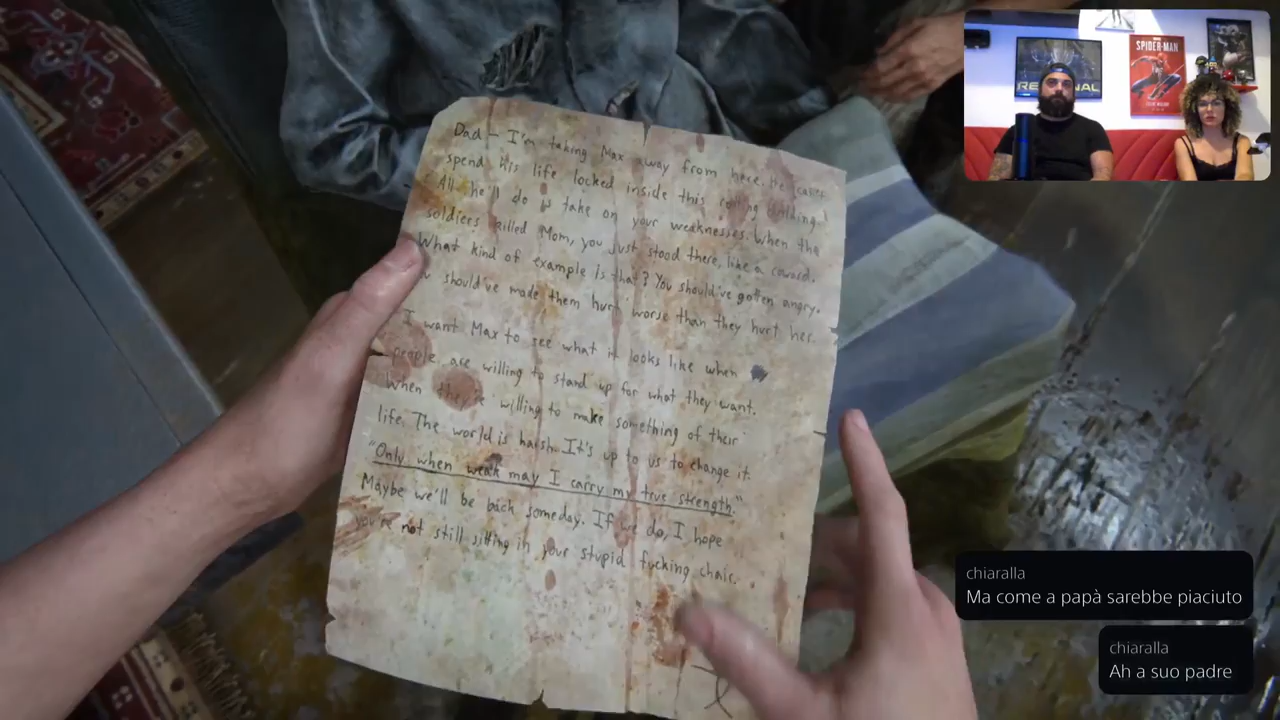 Dad – I'm taking Max away from here. He can't
spend his life locked inside this rotting building.
All he'll do is take on your weaknesses. When the
soldiers killed Mom, you just stood there, like a coward.
What kind of example is that? You should've gotten angry.
You should've made them hurt worse than they hurt her.
I want Max to see what it looks like when
people are willing to stand up for what they want.
When they're willing to make something of their
life. The world is harsh. It's up to us to change it.
"Only when weak may I carry my true strength."
Maybe we'll be back someday. If we do, I hope
you're not still sitting in your stupid fucking chair.
SPIDER-MAN
chiaralla
Ma come a papà sarebbe piaciuto
chiaralla
Ah a suo padre